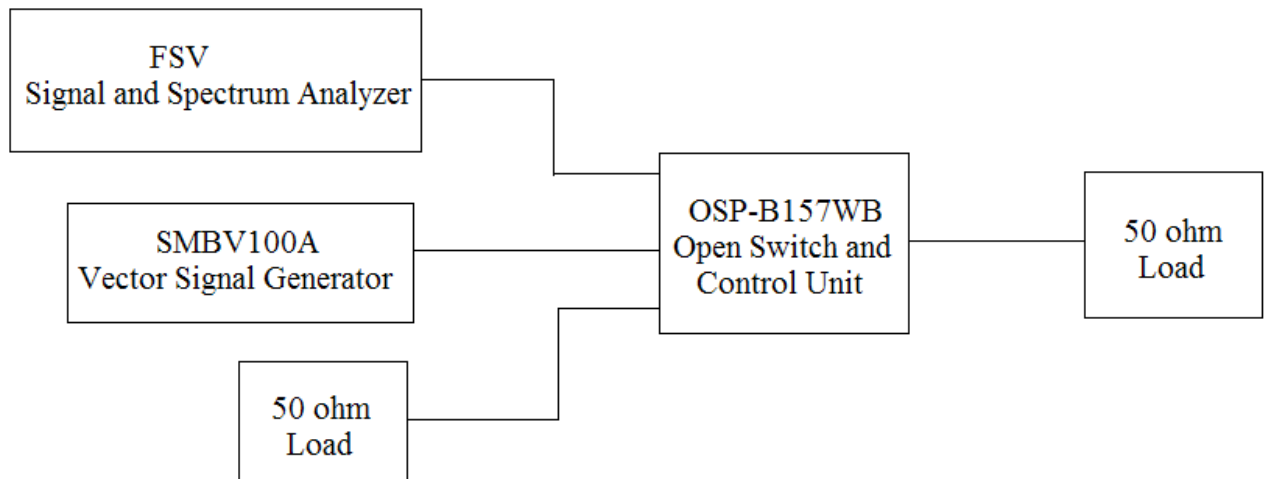 FSV
Signal and Spectrum Analyzer
SMBV100A
Vector Signal Generator
50 ohm
Load
OSP-B157WB
Open Switch and
Control Unit
50 ohm
Load